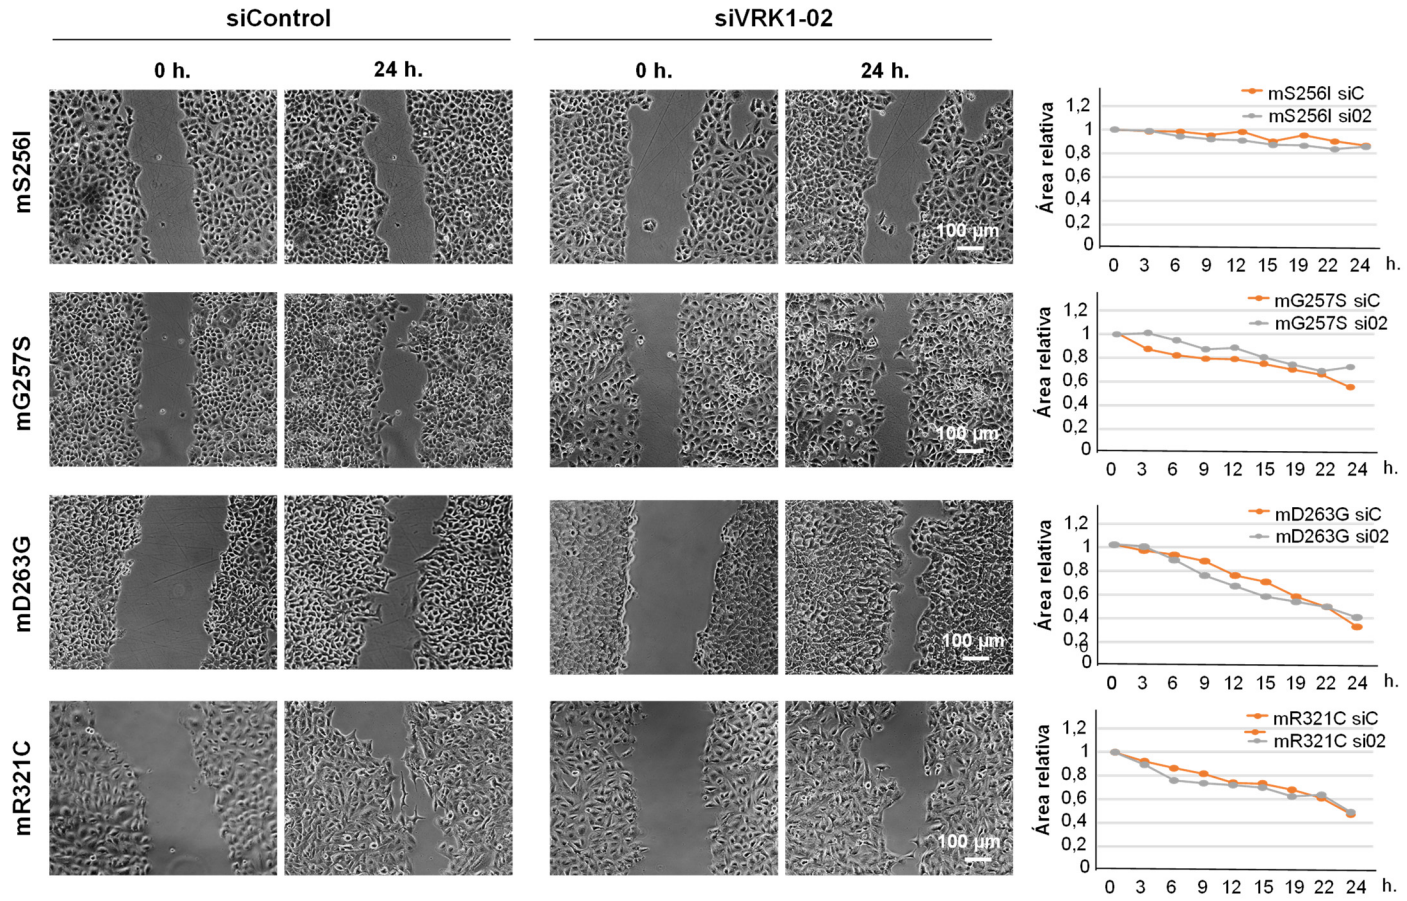 siControl
siVRK1-02
0 h.
24 h.
0 h.
24 h.
mS256I
100 µm
Área relativa
1,2
1
0,8
0,6
0,4
0,2
0
mS256I siC
mS256I si02
0 3 6 9 12 15 19 22 24 h.
mG257S
100 µm
Área relativa
1,2
1
0,8
0,6
0,4
0,2
0
mG257S siC
mG257S si02
0 3 6 9 12 15 19 22 24 h.
mD263G
100 µm
Área relativa
1,2
1
0,8
0,6
0,4
0,2
0
0
mD263G siC
mD263G si02
0 3 6 9 12 15 19 22 24 h.
mR321C
100 µm
Área relativa
1,2
1
0,8
0,6
0,4
0,2
0
mR321C siC
mR321C si02
0 3 6 9 12 15 19 22 24 h.